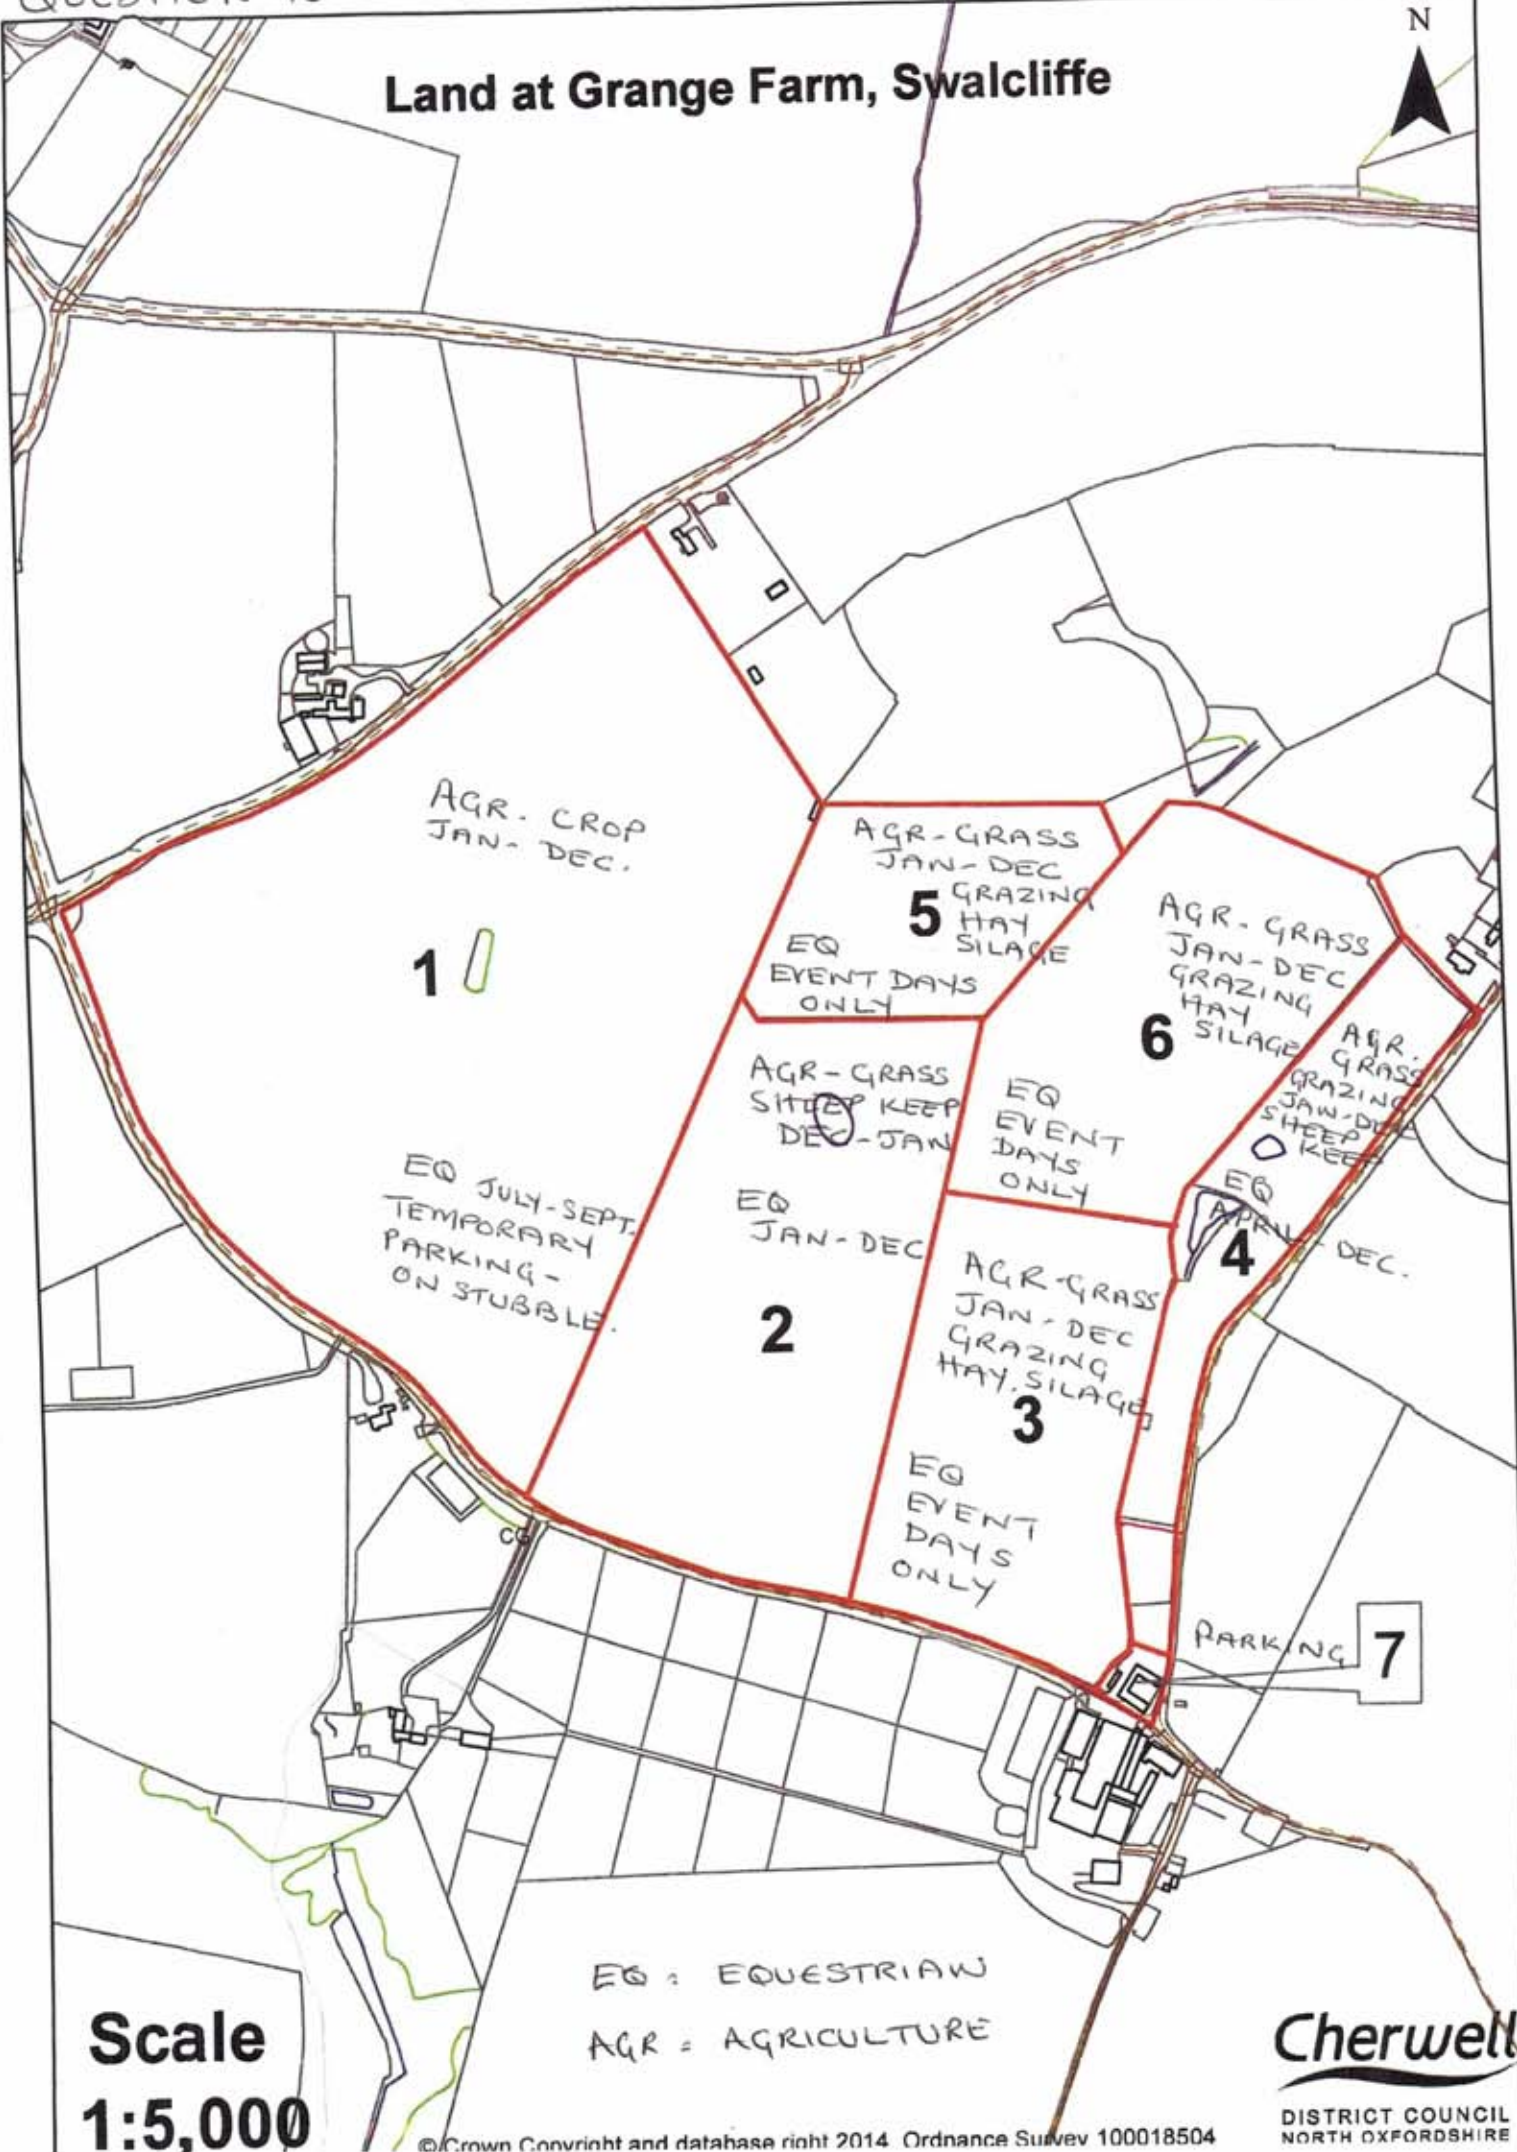 Land at Grange Farm, Swalcliffe
N
AGR. CROP
JAN- DEC.
1
EQ JULY-SEPT.
TEMPORARY
PARKING-
ON STUBBLE.
AGR-GRASS
JAN-DEC
GRAZING
HAY
SILAGE
5
EQ
EVENT DAYS
ONLY
AGR. GRASS
JAN-DEC
GRAZING
HAY
SILAGE
6
EQ
EVENT
DAYS
ONLY
AGR.
GRASS
GRAZING
JAN-DEC
SHEEP
KEEP
EQ
APRIL - DEC.
4
AGR-GRASS
SHEEP KEEP
DEC-JAN
EQ
JAN-DEC
2
AGR-GRASS
JAN-DEC
GRAZING
HAY. SILAGE
3
EQ
EVENT
DAYS
ONLY
CG
PARKING
7
EQ : EQUESTRIAN
AGR = AGRICULTURE
Scale
1:5,000
Cherwell
DISTRICT COUNCIL
NORTH OXFORDSHIRE
© Crown Copyright and database right 2014. Ordnance Survey 100018504